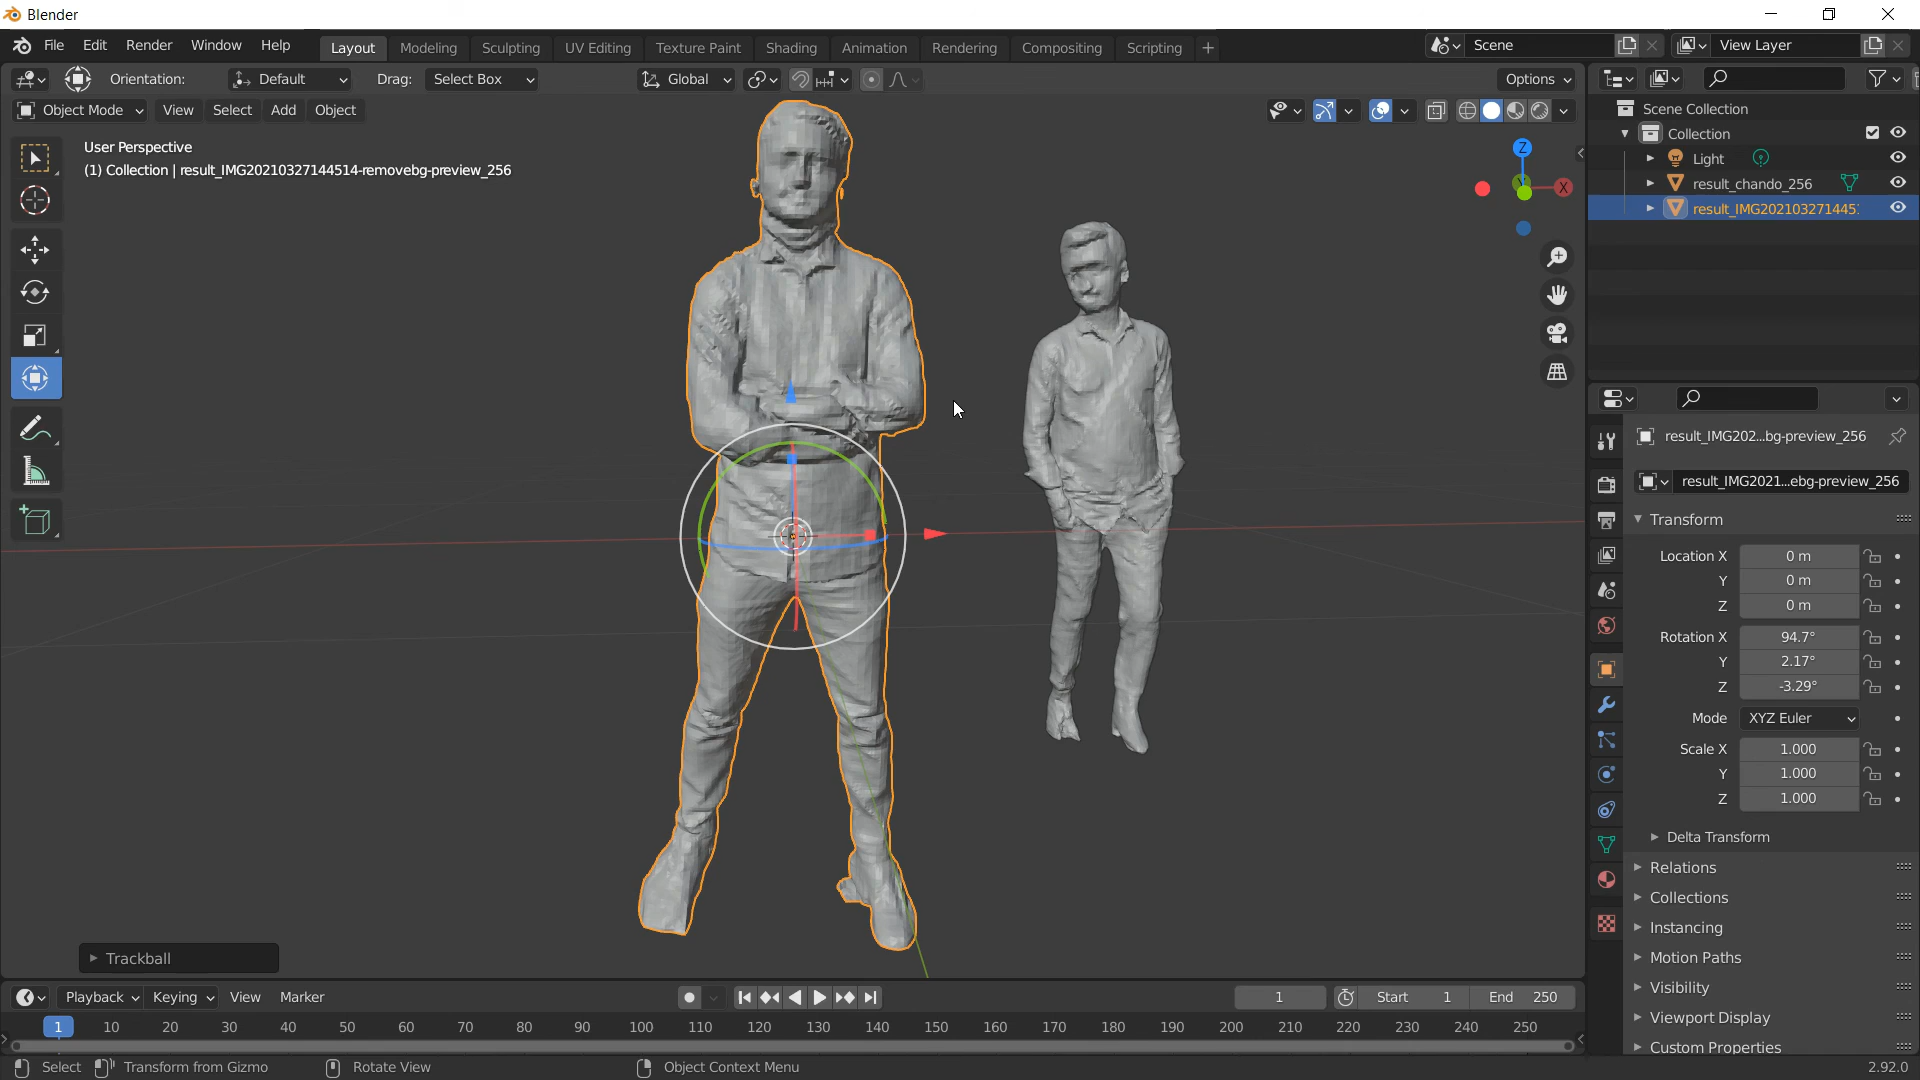 Blender
File Edit Render Window Help Layout Modeling Sculpting UV Editing Texture Paint Shading Animation Rendering Compositing Scripting + Scene View Layer
Orientation: Default Drag: Select Box Global Options
Object Mode View Select Add Object
User Perspective
(1) Collection | result_IMG20210327144514-removebg-preview_256
Z
X
Y
Scene Collection
Collection
Light
result_chando_256
result_IMG202103271445:
result_IMG202...bg-preview_256
result_IMG2021...ebg-preview_256
Transform
Location X 0 m
Y 0 m
Z 0 m
Rotation X 94.7°
Y 2.17°
Z -3.29°
Mode XYZ Euler
Scale X 1.000
Y 1.000
Z 1.000
Delta Transform
Relations
Collections
Instancing
Motion Paths
Visibility
Viewport Display
Custom Properties
Trackball
Playback Keying View Marker 1 Start 1 End 250
1 10 20 30 40 50 60 70 80 90 100 110 120 130 140 150 160 170 180 190 200 210 220 230 240 250
Select Transform from Gizmo Rotate View Object Context Menu 2.92.0